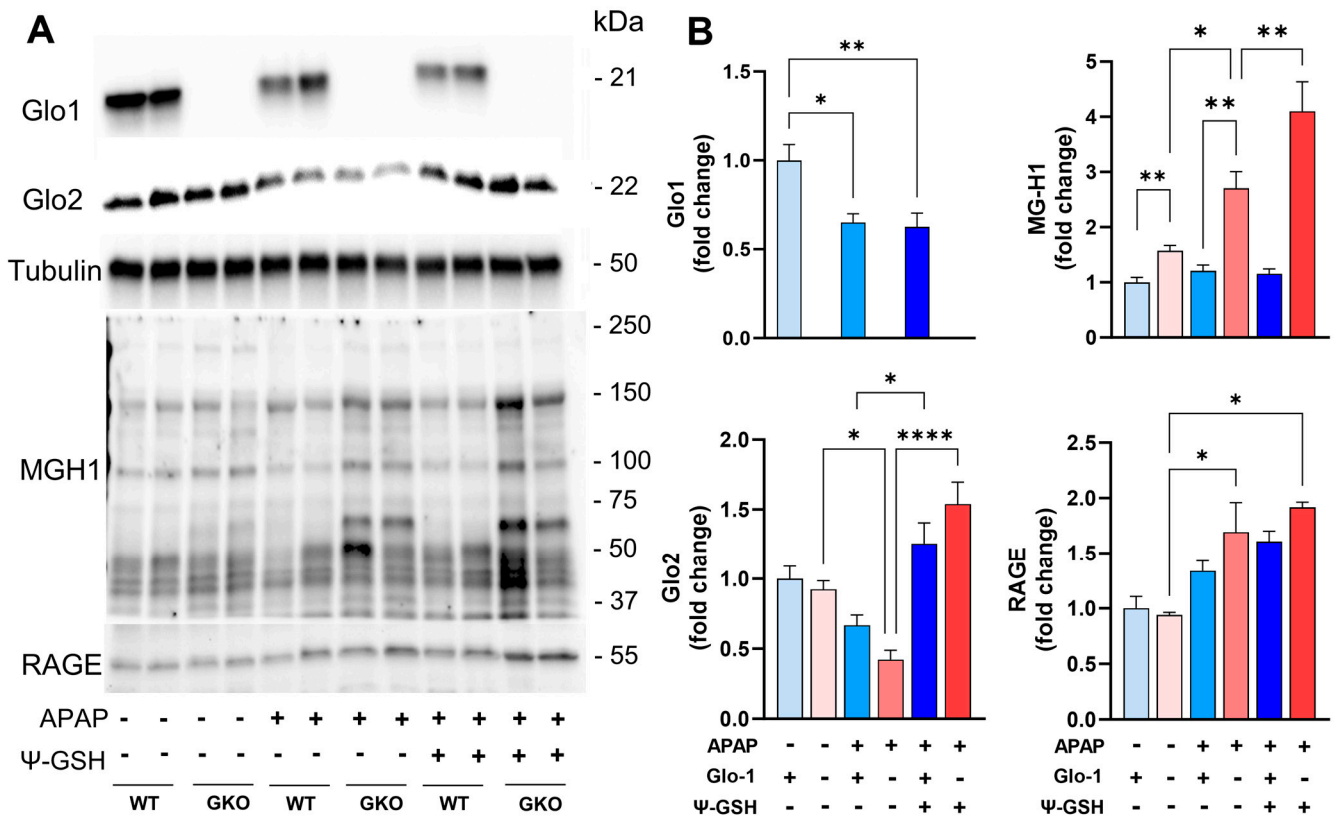 A
kDa
Glo1
- 21
Glo2
- 22
Tubulin
- 50
- 250
- 150
MGH1
- 100
- 75
- 50
- 37
RAGE
- 55
APAP - - - - + + + + + + + +
Ψ-GSH - - - - - - - - + + + +
WT GKO WT GKO WT GKO
B
Glo1
(fold change)
1.5
1.0
0.5
0.0
*
**
MG-H1
(fold change)
5
4
3
2
1
0
**
**
*
**
Glo2
(fold change)
2.0
1.5
1.0
0.5
0.0
*
*
****
APAP - - + + + +
Glo-1 + - + - + -
Ψ-GSH - - - - + +
RAGE
(fold change)
2.5
2.0
1.5
1.0
0.5
0.0
*
*
APAP - - + + + +
Glo-1 + - + - + -
Ψ-GSH - - - - + +